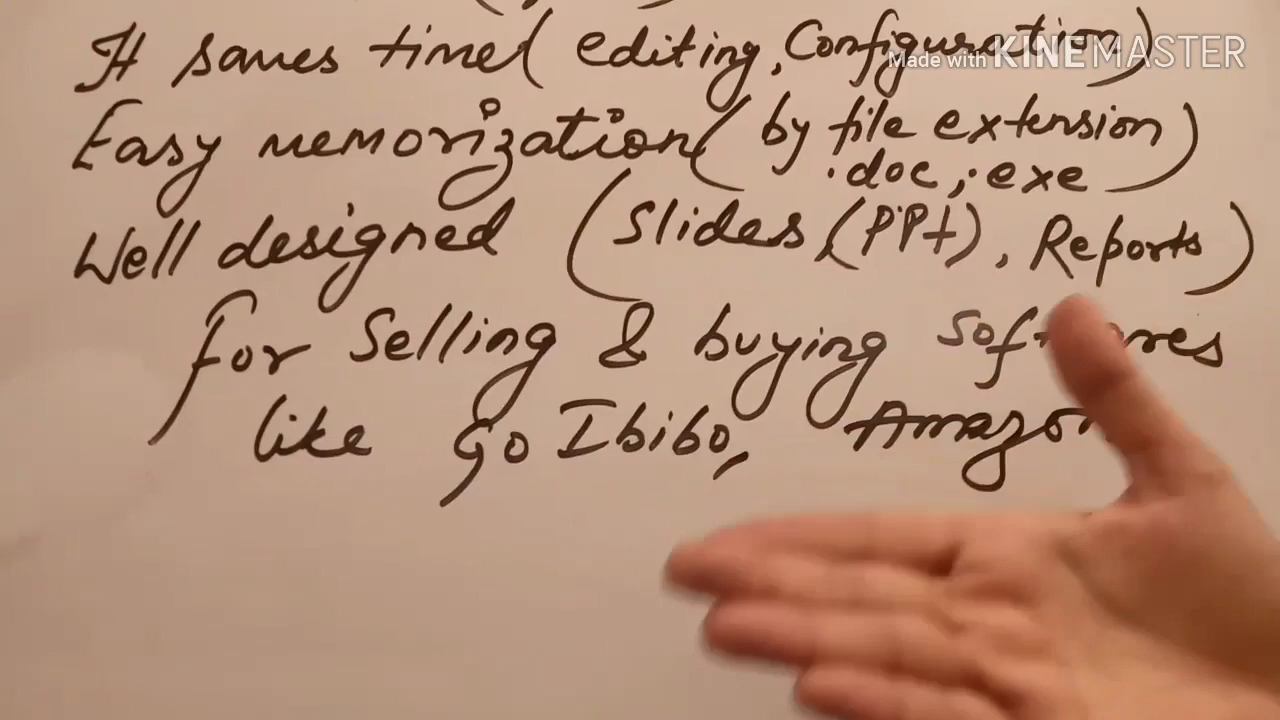 It saves time (editing, Configuration)
Made with KINEMASTER
Easy memorization (by file extension)
.doc, .exe
Well designed (Slides, (PPt), Reports)
for Selling & buying
like Go Ibibo, Amazon